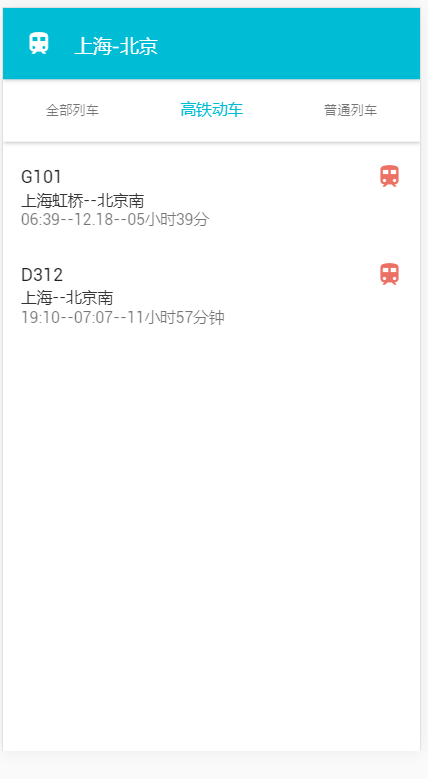 上海-北京
全部列车 高铁动车 普通列车
G101
上海虹桥--北京南
06:39--12.18--05小时39分
D312
上海--北京南
19:10--07:07--11小时57分钟